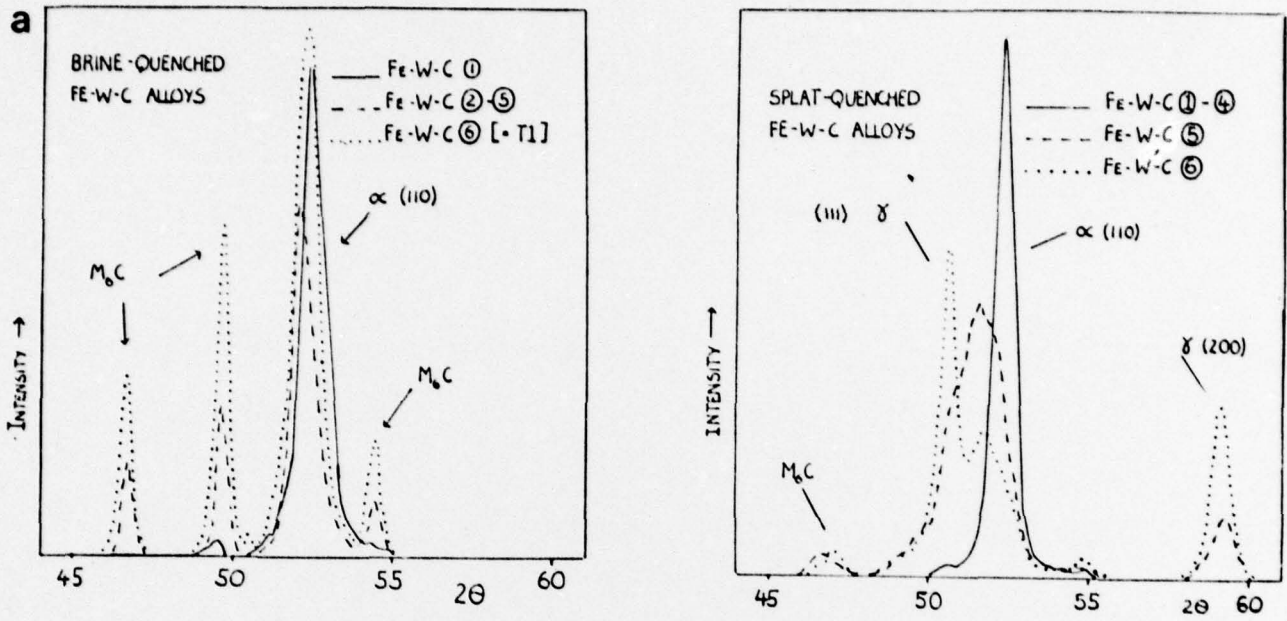 a
BRINE-QUENCHED
FE-W-C ALLOYS
FE-W-C ①
FE-W-C ②-⑤
FE-W-C ⑥ [• T1]
α (110)
M₆C
M₆C
INTENSITY →
45 50 55 2θ 60
SPLAT-QUENCHED
FE-W-C ALLOYS
FE-W-C ①-④
FE-W-C ⑤
FE-W-C ⑥
(111) γ
α (110)
γ (200)
M₆C
INTENSITY →
45 50 55 2θ 60